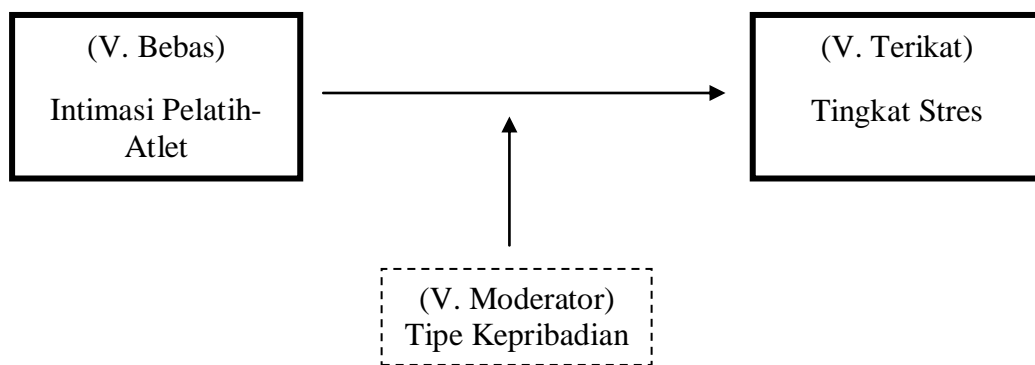 (V. Bebas)
Intimasi Pelatih-
Atlet
(V. Terikat)
Tingkat Stres
(V. Moderator)
Tipe Kepribadian